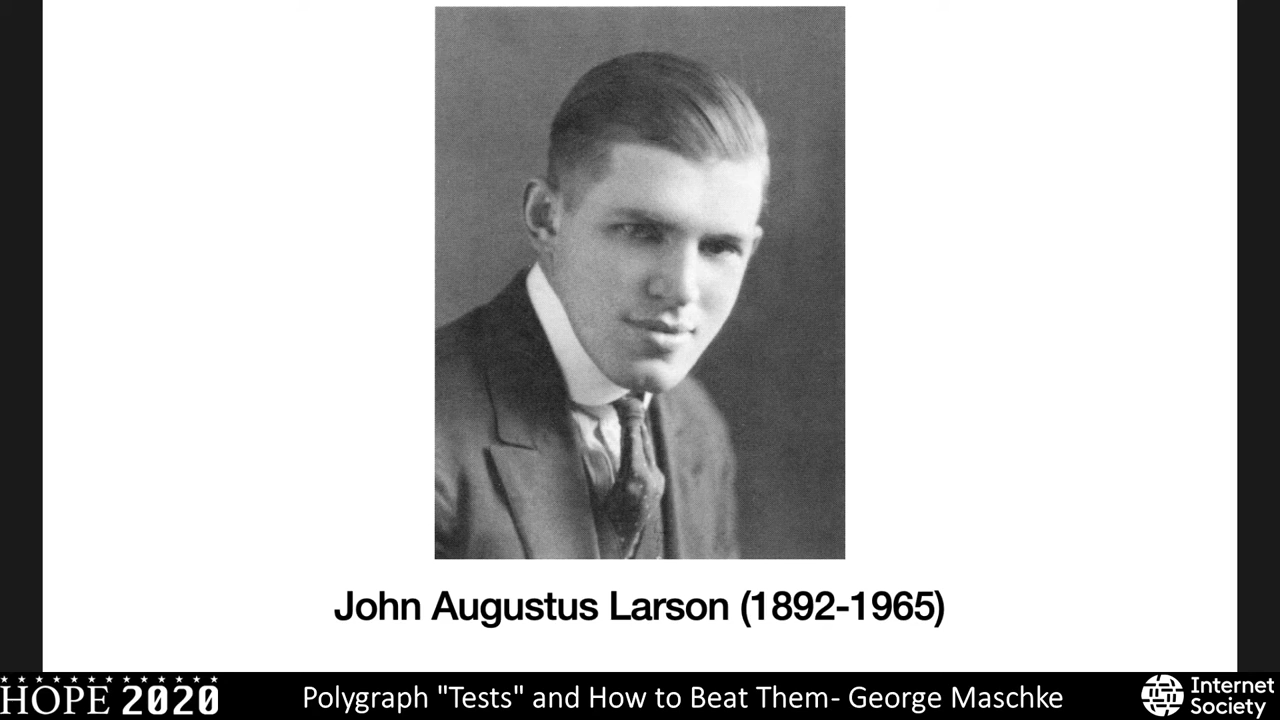 John Augustus Larson (1892-1965)
HOPE 2020
Polygraph "Tests" and How to Beat Them- George Maschke
Internet
Society